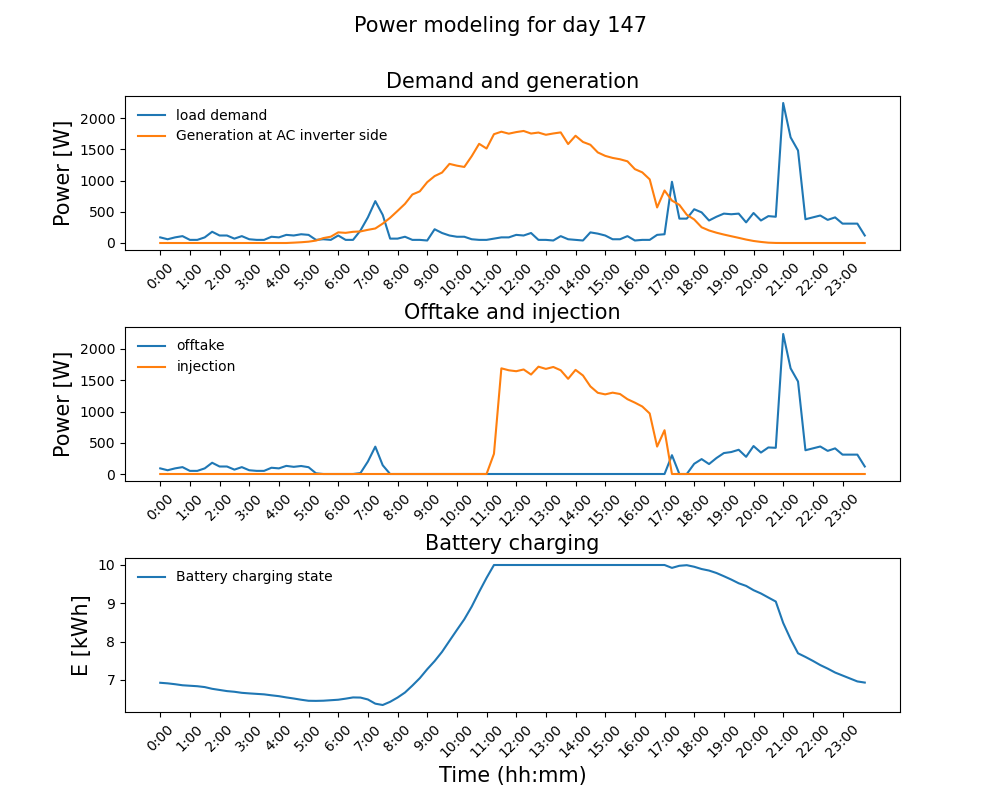 Power modeling for day 147
Demand and generation
Power [W]
2000
1500
1000
500
0
load demand
Generation at AC inverter side
0:00 1:00 2:00 3:00 4:00 5:00 6:00 7:00 8:00 9:00 10:00 11:00 12:00 13:00 14:00 15:00 16:00 17:00 18:00 19:00 20:00 21:00 22:00 23:00
Offtake and injection
Power [W]
2000
1500
1000
500
0
offtake
injection
0:00 1:00 2:00 3:00 4:00 5:00 6:00 7:00 8:00 9:00 10:00 11:00 12:00 13:00 14:00 15:00 16:00 17:00 18:00 19:00 20:00 21:00 22:00 23:00
Battery charging
E [kWh]
10
9
8
7
Battery charging state
0:00 1:00 2:00 3:00 4:00 5:00 6:00 7:00 8:00 9:00 10:00 11:00 12:00 13:00 14:00 15:00 16:00 17:00 18:00 19:00 20:00 21:00 22:00 23:00
Time (hh:mm)